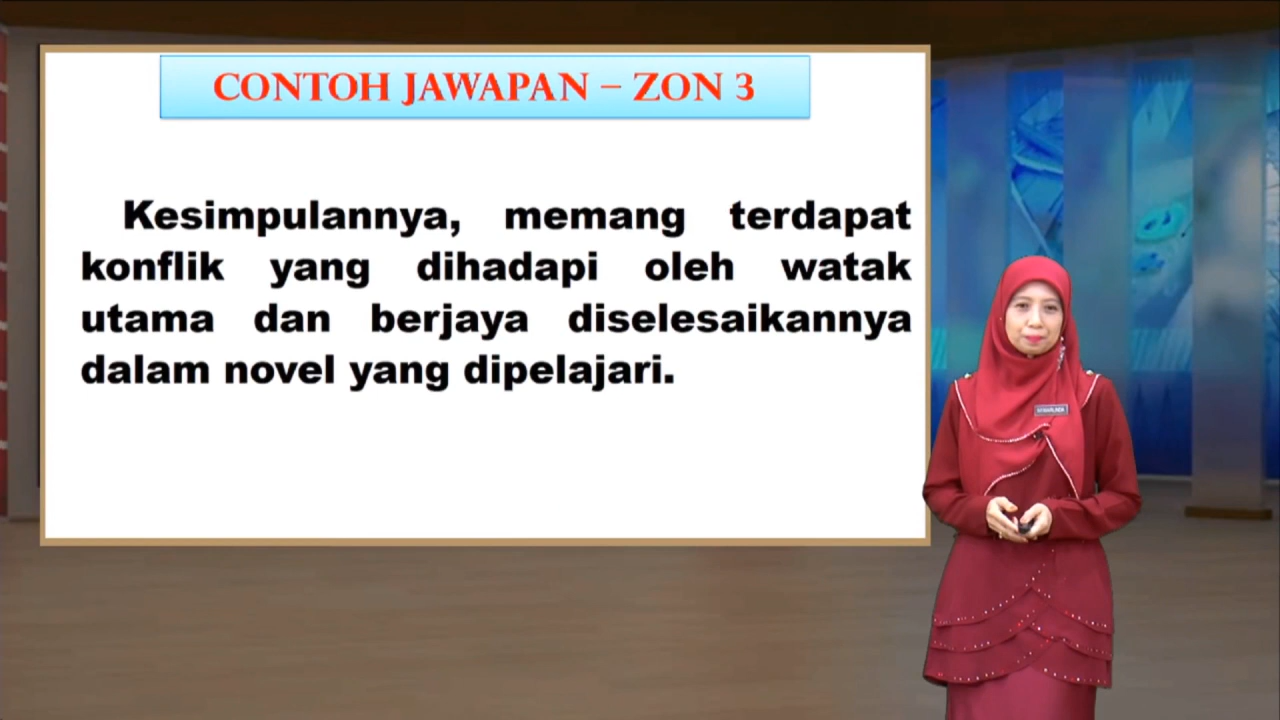 CONTOH JAWAPAN – ZON 3
Kesimpulannya, memang terdapat
konflik yang dihadapi oleh watak
utama dan berjaya diselesaikannya
dalam novel yang dipelajari.